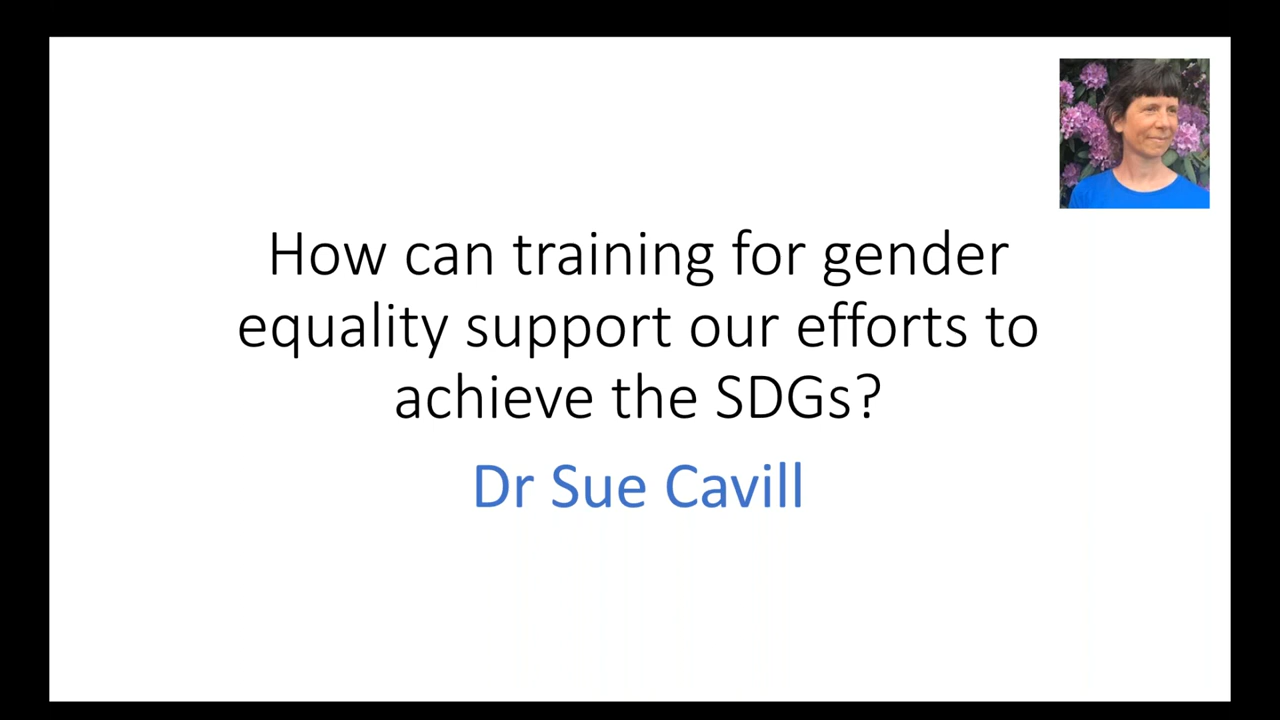 How can training for gender
equality support our efforts to
achieve the SDGs?
Dr Sue Cavill